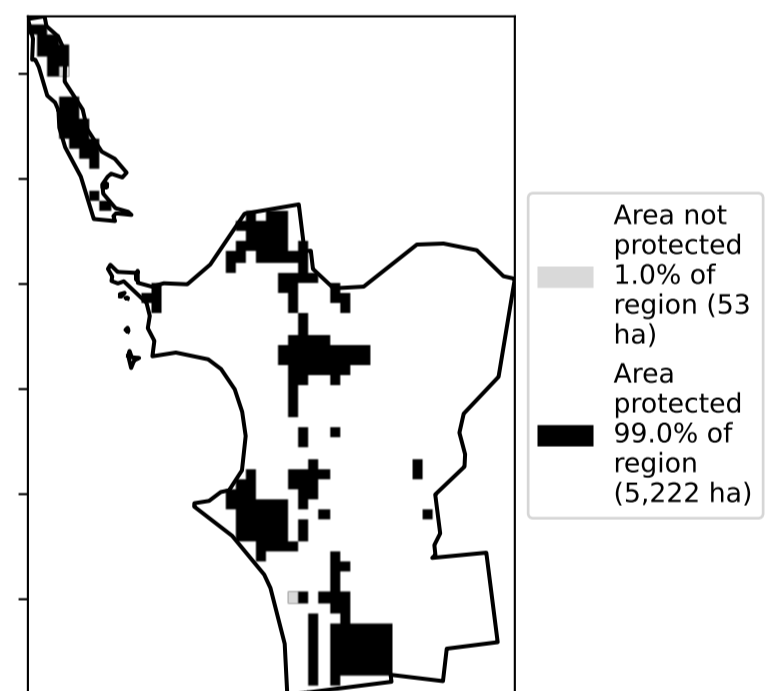 Area not
protected
1.0% of
region (53
ha)
Area
protected
99.0% of
region
(5,222 ha)